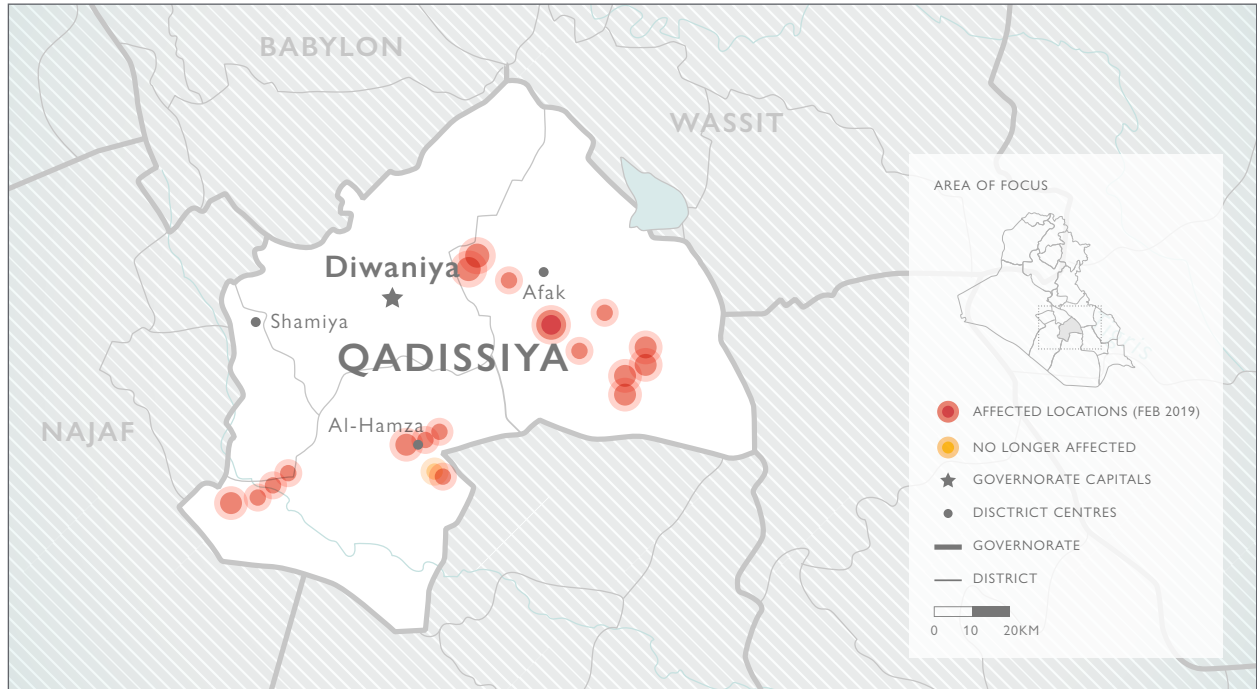 BABYLON
WASSIT
AREA OF FOCUS
Diwaniya
Afak
Shamiya
QADISSIYA
NAJAF
Al-Hamza
AFFECTED LOCATIONS (FEB 2019)
NO LONGER AFFECTED
GOVERNORATE CAPITALS
DISCTRICT CENTRES
GOVERNORATE
DISTRICT
0 10 20KM